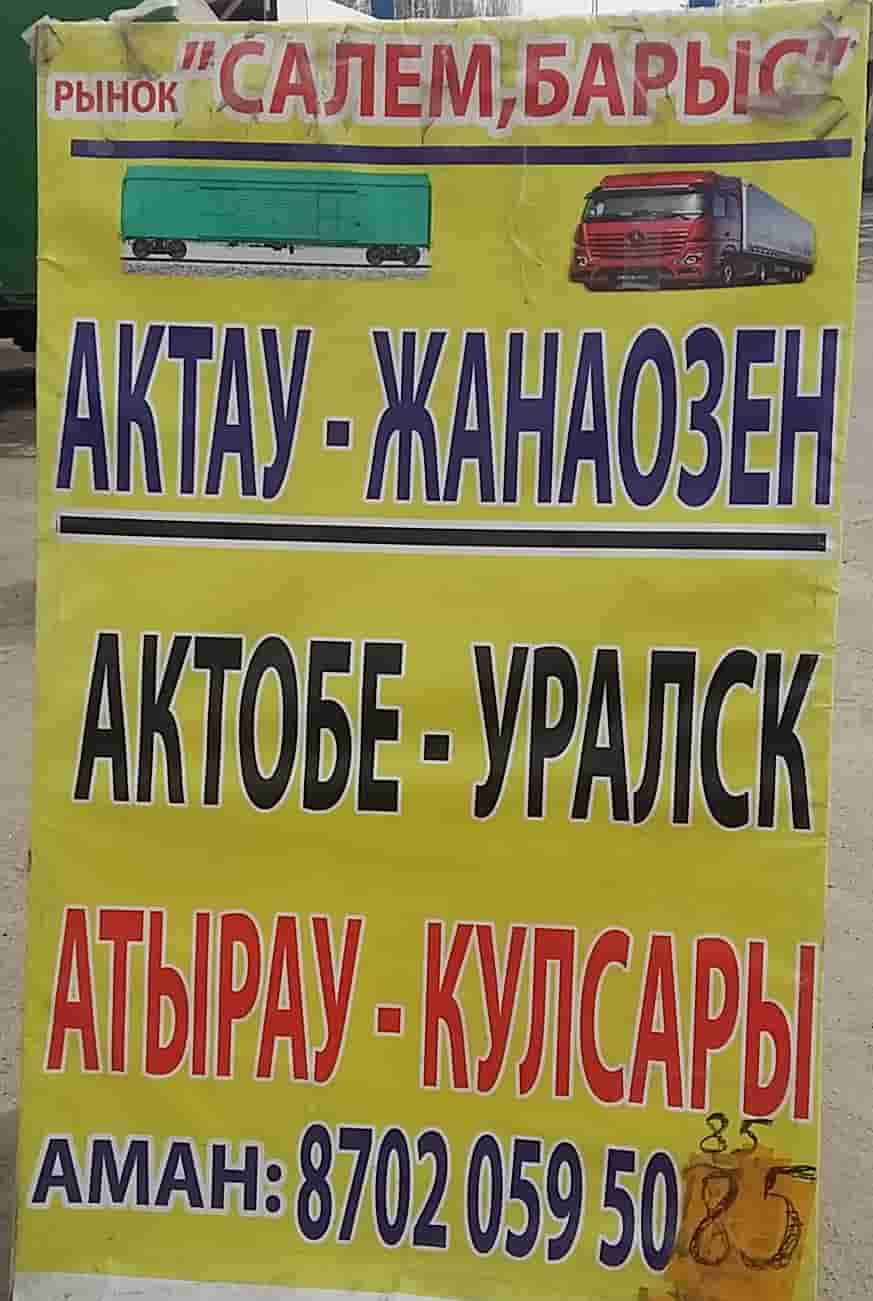 РЫНОК "САЛЕМ,БАРЫС"
АКТАУ - ЖАНАОЗЕН
АКТОБЕ - УРАЛСК
АТЫРАУ - КУЛСАРЫ
85
АМАН: 8702 059 50 85